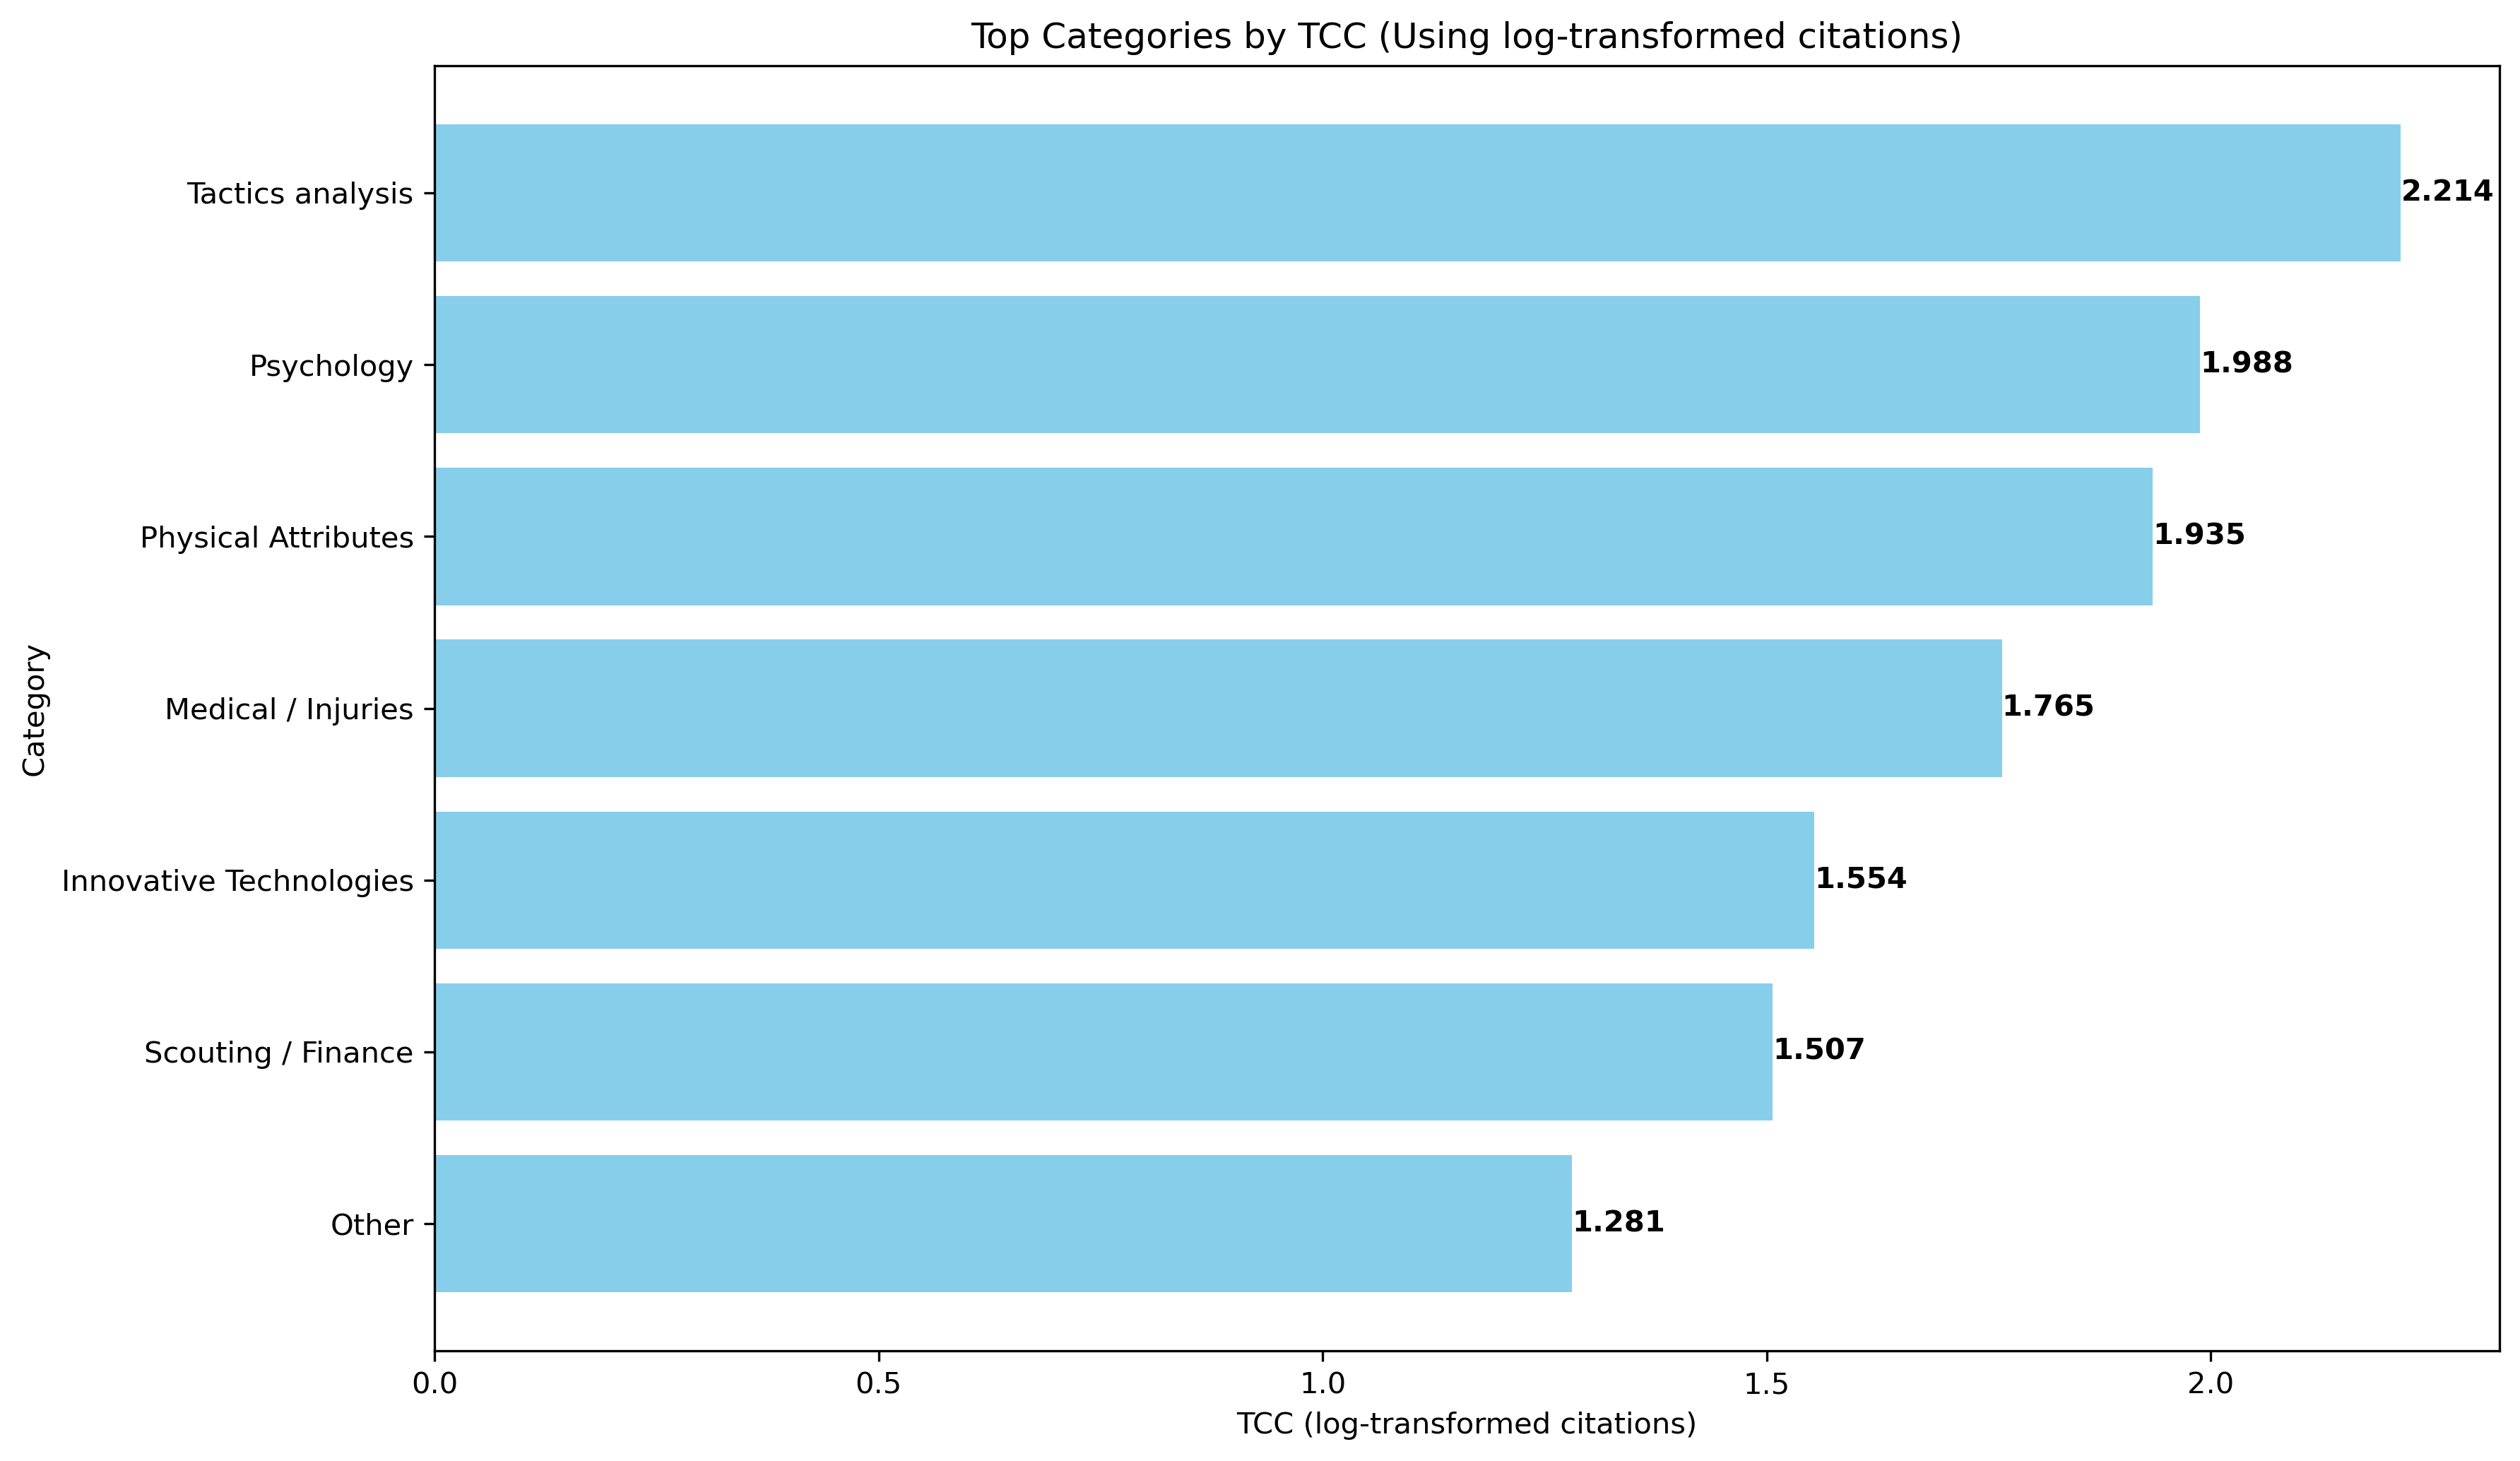 Top Categories by TCC (Using log-transformed citations)
Category
Tactics analysis 2.214
Psychology 1.988
Physical Attributes 1.935
Medical / Injuries 1.765
Innovative Technologies 1.554
Scouting / Finance 1.507
Other 1.281
0.0 0.5 1.0 1.5 2.0
TCC (log-transformed citations)